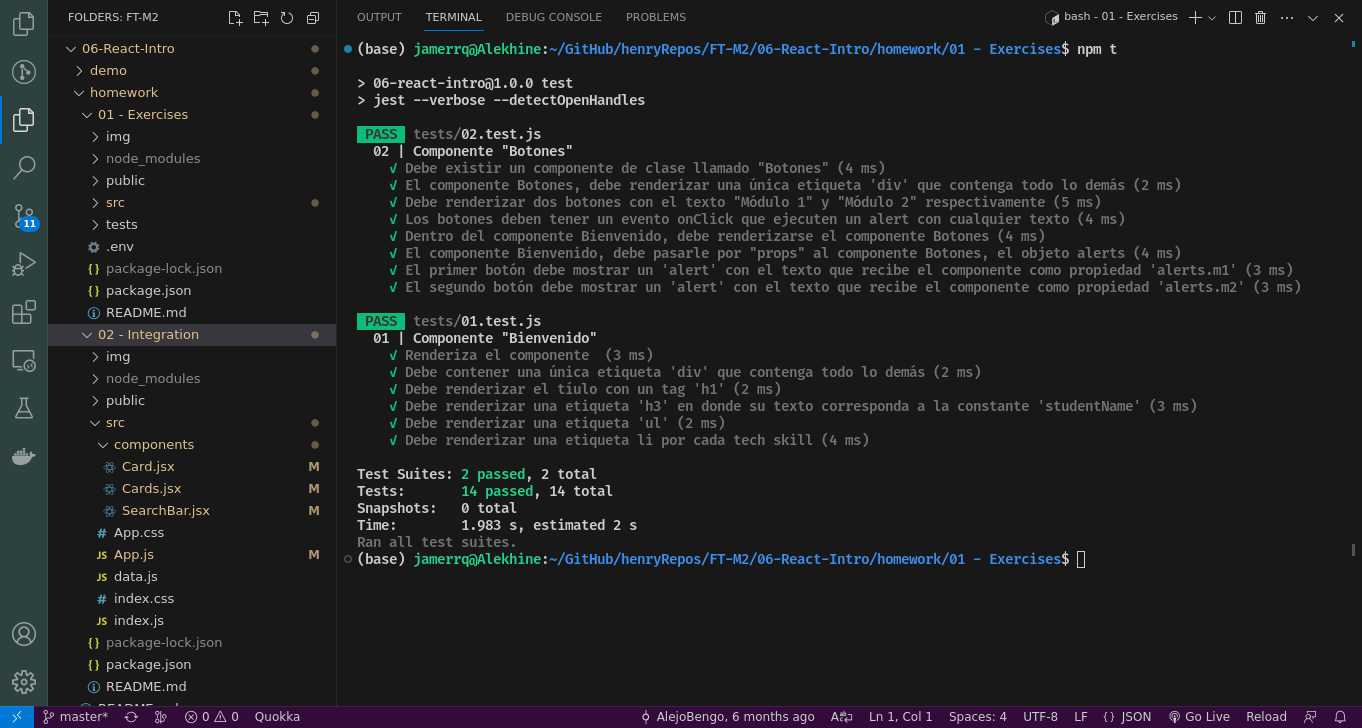 FOLDERS: FT-M2
06-React-Intro
demo
homework
01 - Exercises
img
node_modules
public
src
tests
.env
{} package-lock.json
{} package.json
README.md
02 - Integration
img
node_modules
public
src
components
Card.jsx M
Cards.jsx M
SearchBar.jsx M
# App.css
JS App.js M
JS data.js
# index.css
JS index.js
{} package-lock.json
{} package.json
README.md
11
OUTPUT TERMINAL DEBUG CONSOLE PROBLEMS
bash - 01 - Exercises
(base) jamerrq@Alekhine:~/GitHub/henryRepos/FT-M2/06-React-Intro/homework/01 - Exercises$ npm t
> 06-react-intro@1.0.0 test
> jest --verbose --detectOpenHandles
PASS tests/02.test.js
02 | Componente "Botones"
√ Debe existir un componente de clase llamado "Botones" (4 ms)
√ El componente Botones, debe renderizar una única etiqueta 'div' que contenga todo lo demás (2 ms)
√ Debe renderizar dos botones con el texto "Módulo 1" y "Módulo 2" respectivamente (5 ms)
√ Los botones deben tener un evento onClick que ejecuten un alert con cualquier texto (4 ms)
√ Dentro del componente Bienvenido, debe renderizarse el componente Botones (4 ms)
√ El componente Bienvenido, debe pasarle por "props" al componente Botones, el objeto alerts (4 ms)
√ El primer botón debe mostrar un 'alert' con el texto que recibe el componente como propiedad 'alerts.m1' (3 ms)
√ El segundo botón debe mostrar un 'alert' con el texto que recibe el componente como propiedad 'alerts.m2' (3 ms)
PASS tests/01.test.js
01 | Componente "Bienvenido"
√ Renderiza el componente  (3 ms)
√ Debe contener una única etiqueta 'div' que contenga todo lo demás (2 ms)
√ Debe renderizar el tíulo con un tag 'h1' (2 ms)
√ Debe renderizar una etiqueta 'h3' en donde su texto corresponda a la constante 'studentName' (3 ms)
√ Debe renderizar una etiqueta 'ul' (2 ms)
√ Debe renderizar una etiqueta li por cada tech skill (4 ms)
Test Suites: 2 passed, 2 total
Tests: 14 passed, 14 total
Snapshots: 0 total
Time: 1.983 s, estimated 2 s
Ran all test suites.
(base) jamerrq@Alekhine:~/GitHub/henryRepos/FT-M2/06-React-Intro/homework/01 - Exercises$
master* 0 0 Quokka AlejoBengo, 6 months ago Ln 1, Col 1 Spaces: 4 UTF-8 LF {} JSON Go Live Reload